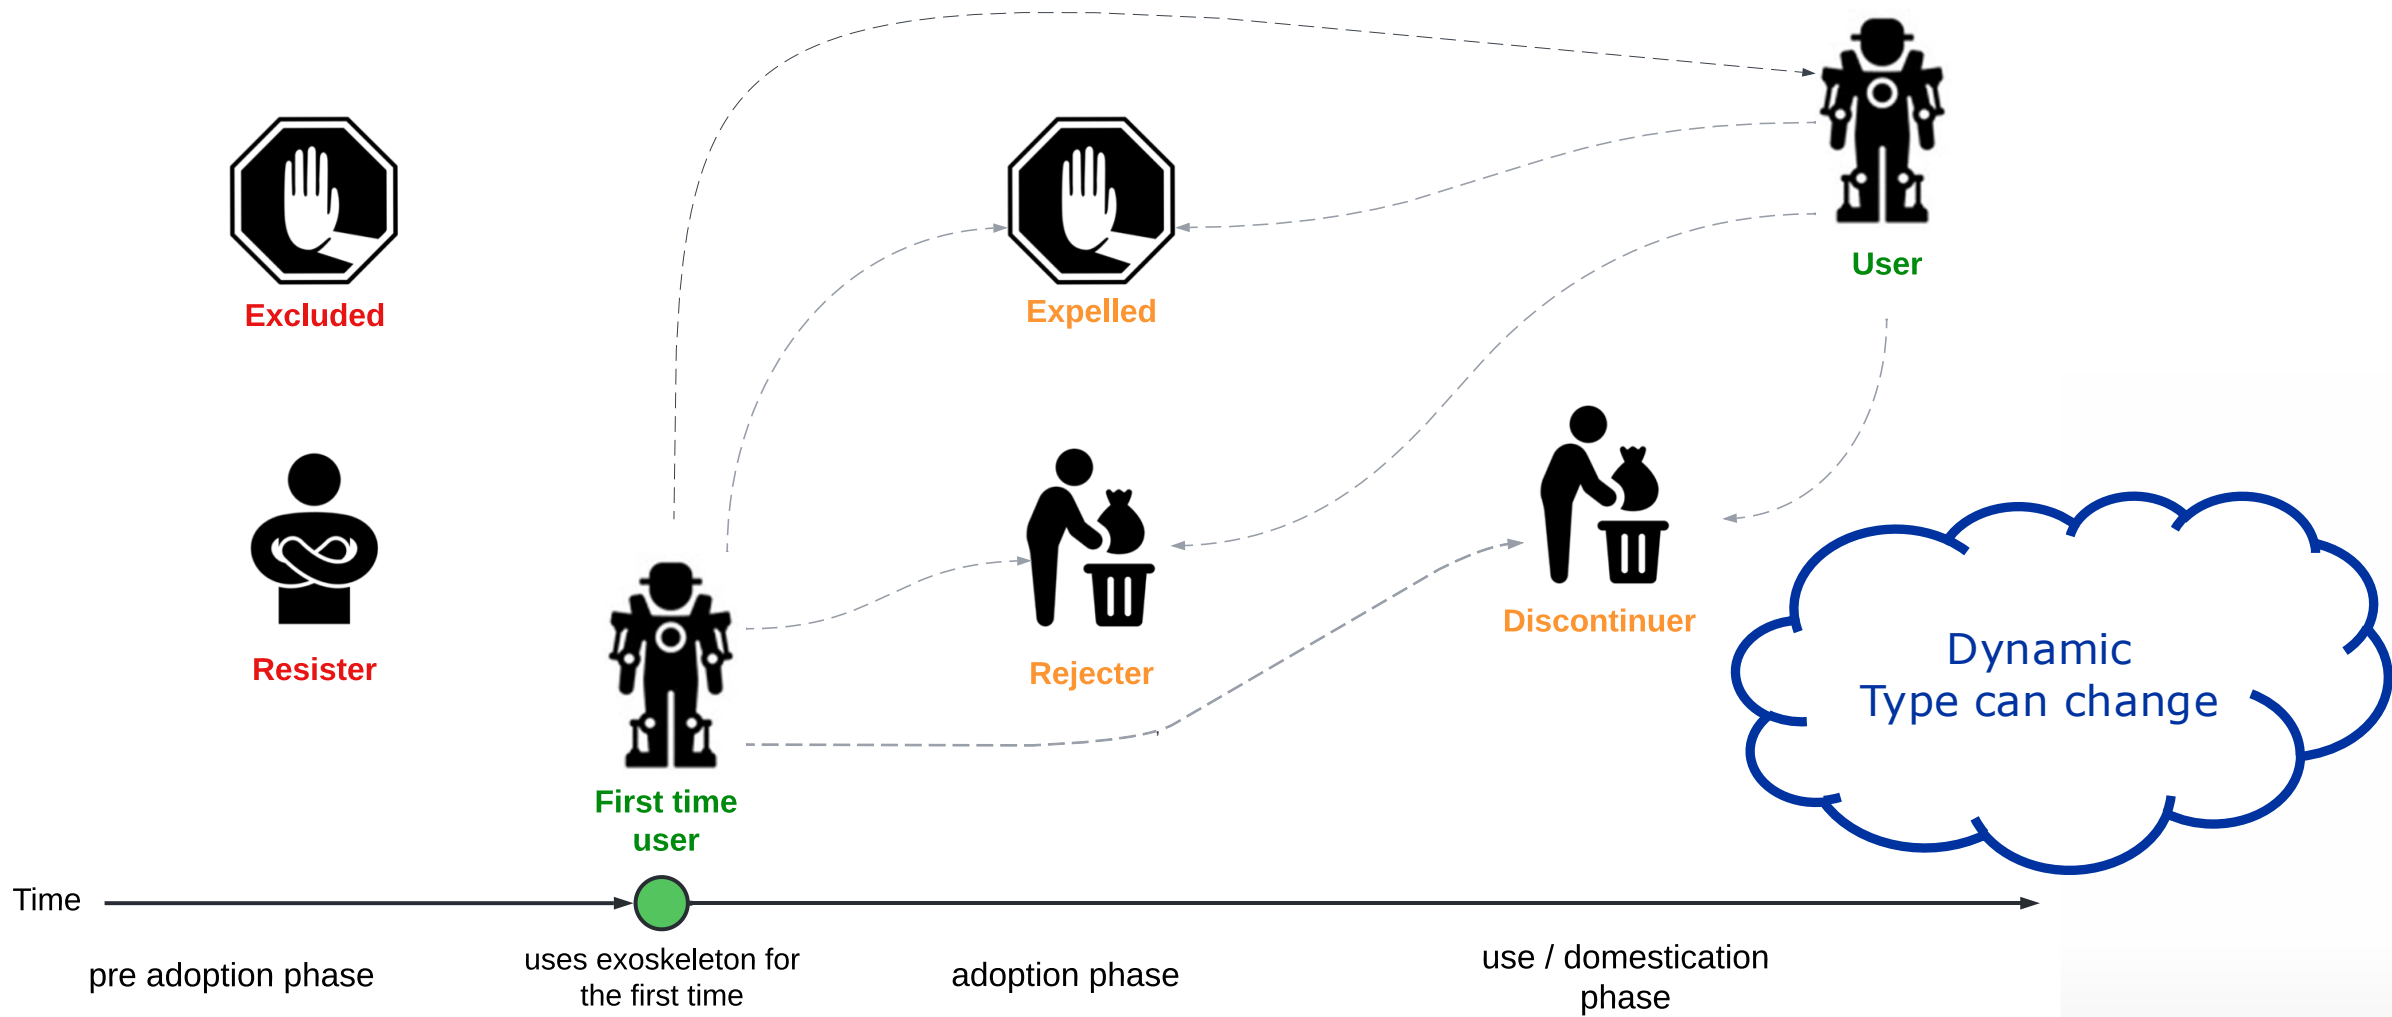 User
Excluded
Expelled
Resister
Rejecter
Discontinuer
Dynamic
Type can change
First time
user
Time
pre adoption phase
uses exoskeleton for
the first time
adoption phase
use / domestication
phase